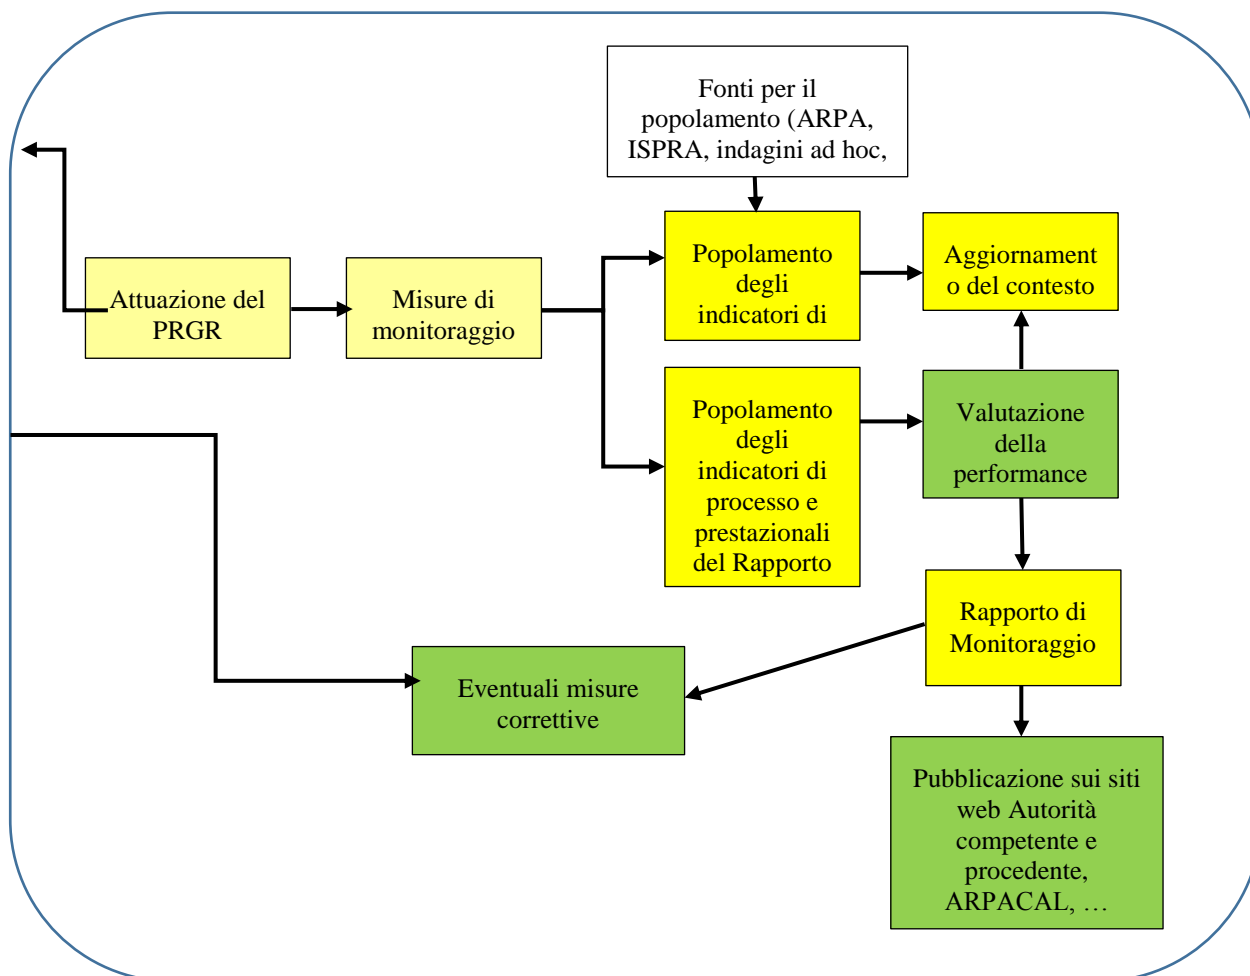 Fonti per il
popolamento (ARPA,
ISPRA, indagini ad hoc,
Attuazione del
PRGR
Misure di
monitoraggio
Popolamento
degli
indicatori di
Aggiornament
o del contesto
Popolamento
degli
indicatori di
processo e
prestazionali
del Rapporto
Valutazione
della
performance
Rapporto di
Monitoraggio
Eventuali misure
correttive
Pubblicazione sui siti
web Autorità
competente e
procedente,
ARPACAL, …